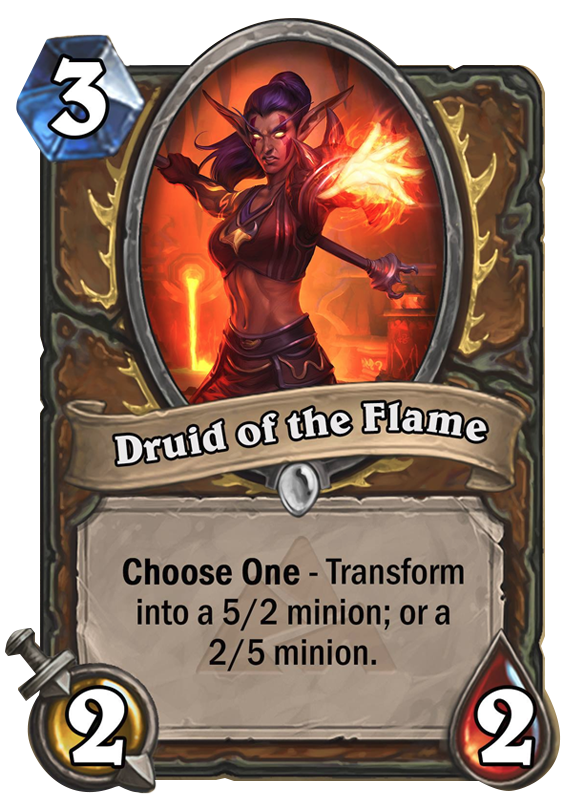 3
Druid of the Flame
Choose One - Transform
into a 5/2 minion; or a
2/5 minion.
2
2